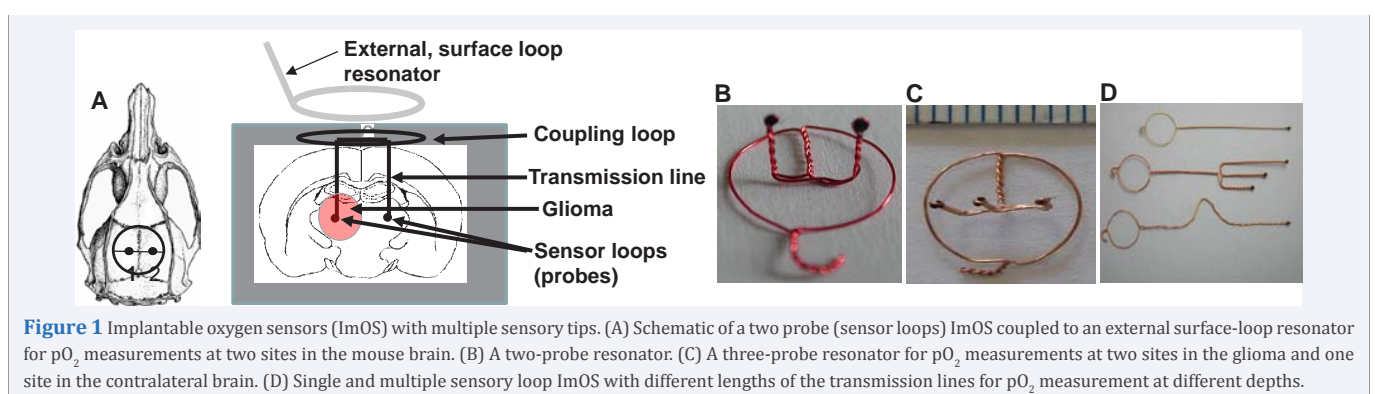 External, surface loop
resonator
A
Coupling loop
Transmission line
Glioma
Sensor loops
(probes)
1 2
B
C
D
Figure 1 Implantable oxygen sensors (ImOS) with multiple sensory tips. (A) Schematic of a two probe (sensor loops) ImOS coupled to an external surface-loop resonator
for pO₂ measurements at two sites in the mouse brain. (B) A two-probe resonator. (C) A three-probe resonator for pO₂ measurements at two sites in the glioma and one
site in the contralateral brain. (D) Single and multiple sensory loop ImOS with different lengths of the transmission lines for pO₂ measurement at different depths.